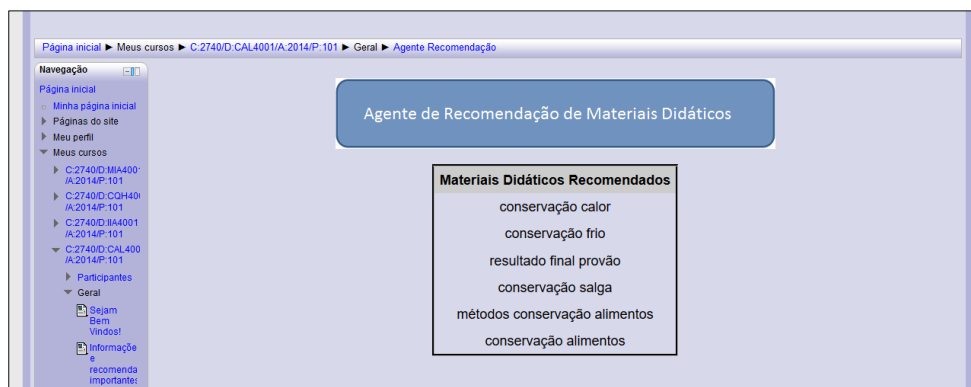 Página inicial ► Meus cursos ► C:2740/D:CAL4001/A:2014/P:101 ► Geral ► Agente Recomendação
Navegação
Página inicial
Minha página inicial
Páginas do site
Meu perfil
Meus cursos
C:2740/D:MIA400
/A:2014/P:101
C:2740/D:CQH40
/A:2014/P:101
C:2740/D:IIA4001
/A:2014/P:101
C:2740/D:CAL400
/A:2014/P:101
Participantes
Geral
Sejam
Bem
Vindos!
Informaçõe
e
recomenda
importantes
Agente de Recomendação de Materiais Didáticos
Materiais Didáticos Recomendados
conservação calor
conservação frio
resultado final provão
conservação salga
métodos conservação alimentos
conservação alimentos